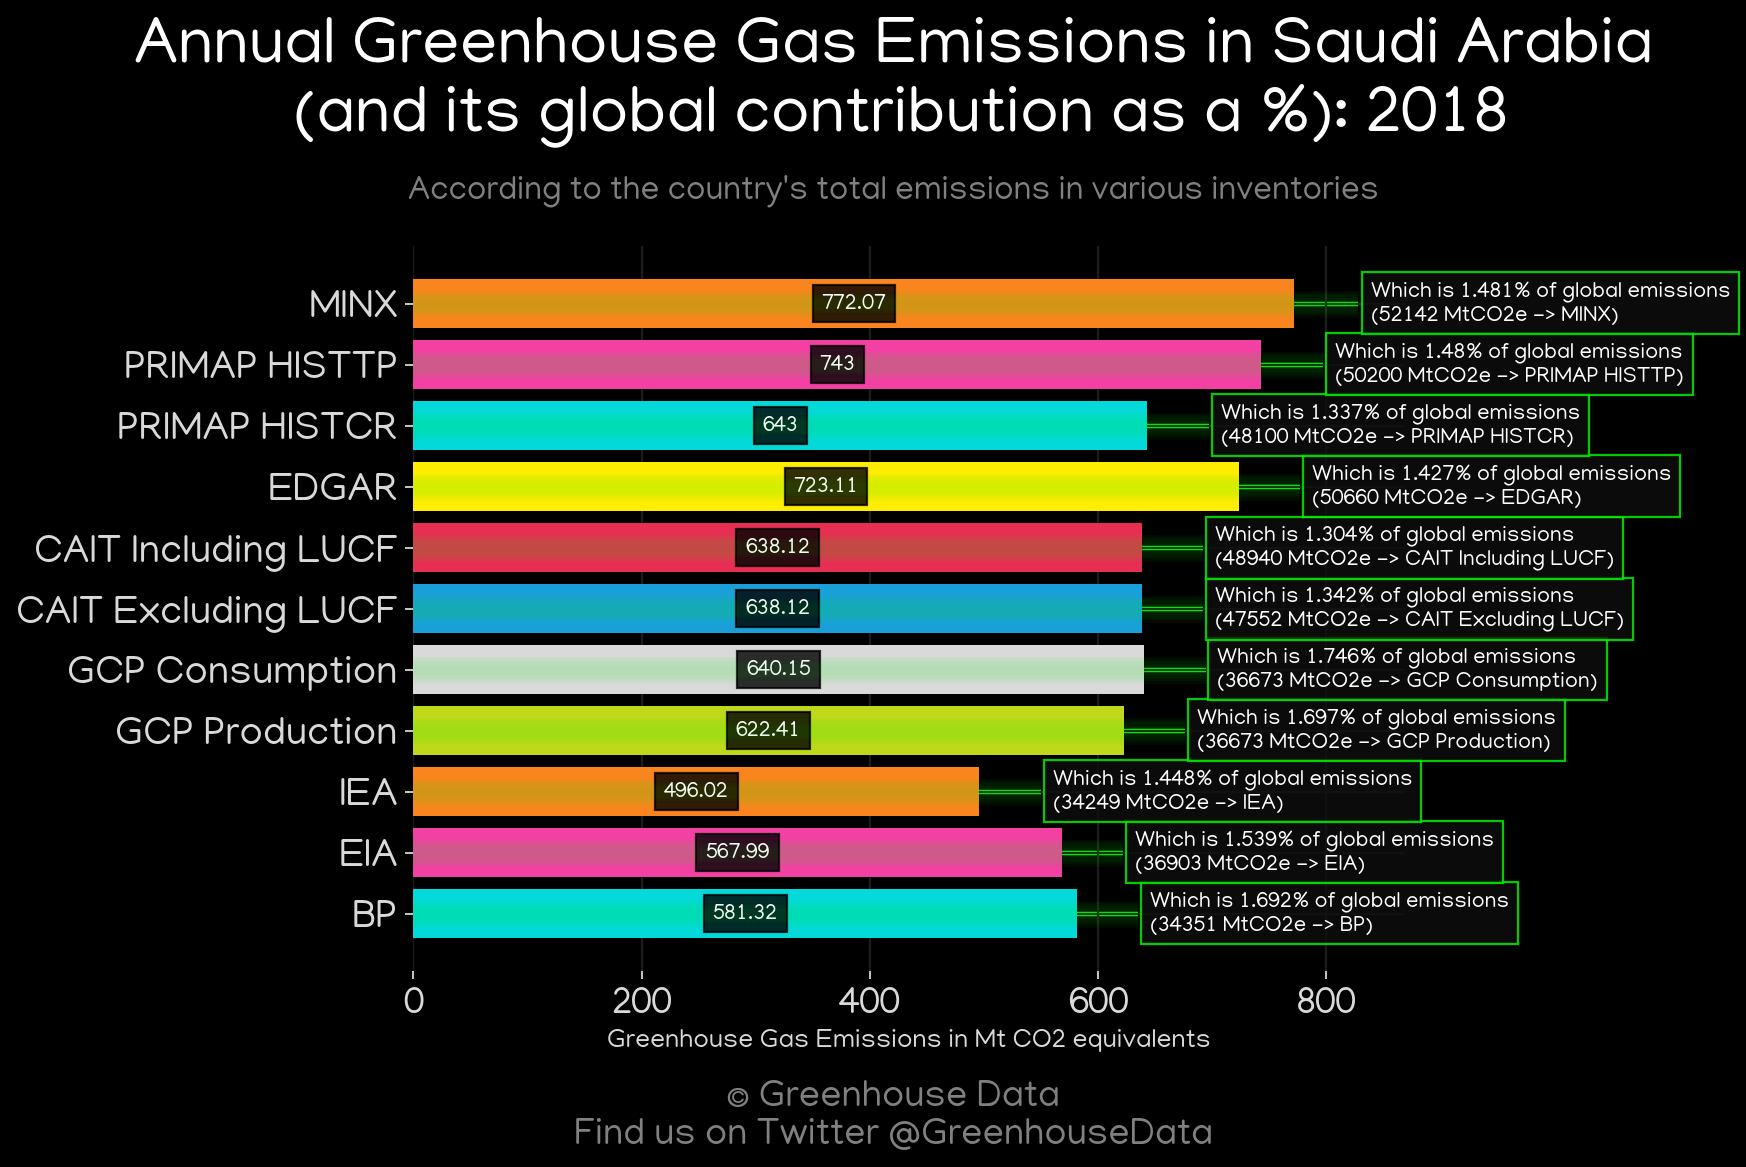 Annual Greenhouse Gas Emissions in Saudi Arabia
(and its global contribution as a %): 2018
According to the country's total emissions in various inventories
MINX
772.07
Which is 1.481% of global emissions
(52142 MtCO2e -> MINX)
PRIMAP HISTTP
743
Which is 1.48% of global emissions
(50200 MtCO2e -> PRIMAP HISTTP)
PRIMAP HISTCR
643
Which is 1.337% of global emissions
(48100 MtCO2e -> PRIMAP HISTCR)
EDGAR
723.11
Which is 1.427% of global emissions
(50660 MtCO2e -> EDGAR)
CAIT Including LUCF
638.12
Which is 1.304% of global emissions
(48940 MtCO2e -> CAIT Including LUCF)
CAIT Excluding LUCF
638.12
Which is 1.342% of global emissions
(47552 MtCO2e -> CAIT Excluding LUCF)
GCP Consumption
640.15
Which is 1.746% of global emissions
(36673 MtCO2e -> GCP Consumption)
GCP Production
622.41
Which is 1.697% of global emissions
(36673 MtCO2e -> GCP Production)
IEA
496.02
Which is 1.448% of global emissions
(34249 MtCO2e -> IEA)
EIA
567.99
Which is 1.539% of global emissions
(36903 MtCO2e -> EIA)
BP
581.32
Which is 1.692% of global emissions
(34351 MtCO2e -> BP)
0 200 400 600 800
Greenhouse Gas Emissions in Mt CO2 equivalents
© Greenhouse Data
Find us on Twitter @GreenhouseData